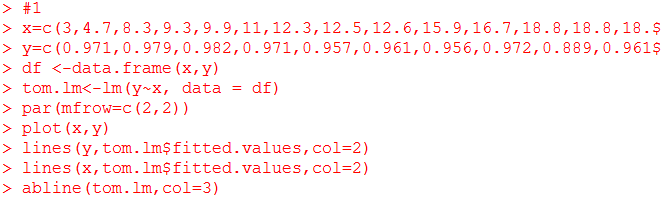 > #1
> x=c(3,4.7,8.3,9.3,9.9,11,12.3,12.5,12.6,15.9,16.7,18.8,18.8,18.$
> y=c(0.971,0.979,0.982,0.971,0.957,0.961,0.956,0.972,0.889,0.961$
> df <-data.frame(x,y)
> tom.lm<-lm(y~x, data = df)
> par(mfrow=c(2,2))
> plot(x,y)
> lines(y,tom.lm$fitted.values,col=2)
> lines(x,tom.lm$fitted.values,col=2)
> abline(tom.lm,col=3)